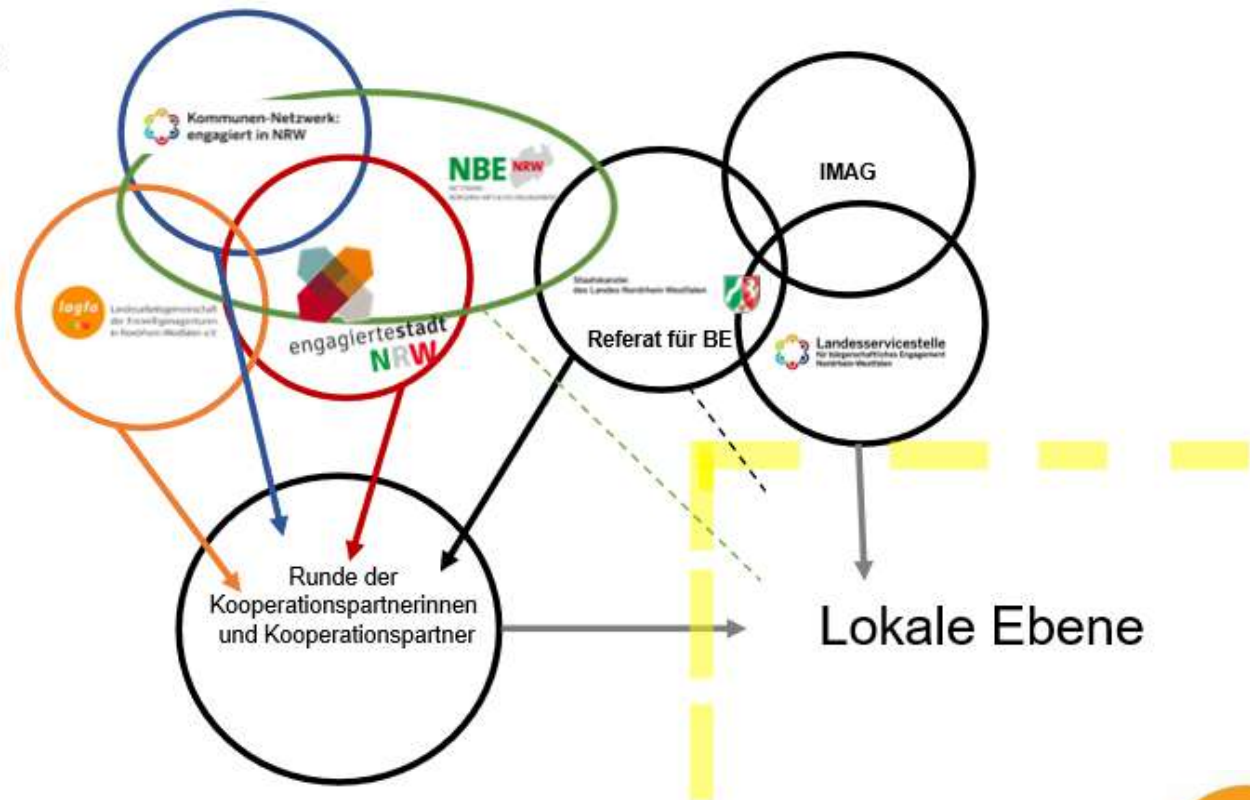 Kommunen-Netzwerk:
engagiert in NRW
NBE NRW
IMAG
lagfa
Landesarbeitsgemeinschaft
der Freiwilligenagenturen
in Nordrhein-Westfalen e.V.
engagiertestadt
NRW
Staatskanzlei
des Landes Nordrhein-Westfalen
Referat für BE
Landesservicestelle
für bürgerschaftliches Engagement
Nordrhein-Westfalen
Runde der
Kooperationspartnerinnen
und Kooperationspartner
Lokale Ebene